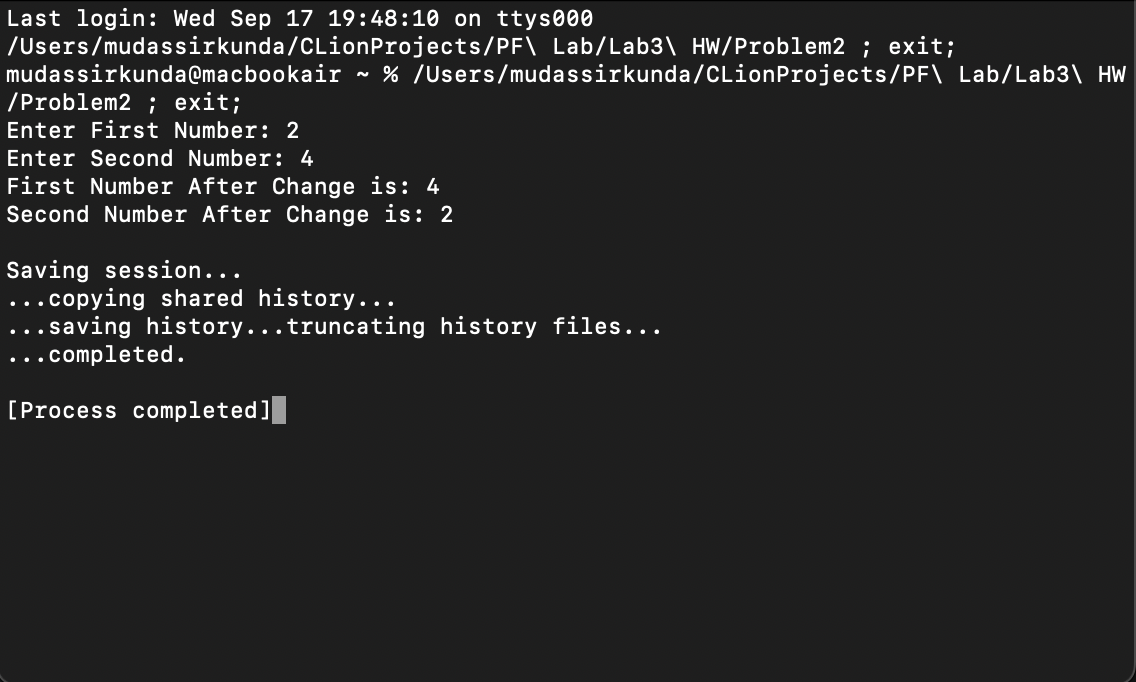 Last login: Wed Sep 17 19:48:10 on ttys000
/Users/mudassirkunda/CLionProjects/PF\ Lab/Lab3\ HW/Problem2 ; exit;
mudassirkunda@macbookair ~ % /Users/mudassirkunda/CLionProjects/PF\ Lab/Lab3\ HW
/Problem2 ; exit;
Enter First Number: 2
Enter Second Number: 4
First Number After Change is: 4
Second Number After Change is: 2
Saving session...
...copying shared history...
...saving history...truncating history files...
...completed.
[Process completed]